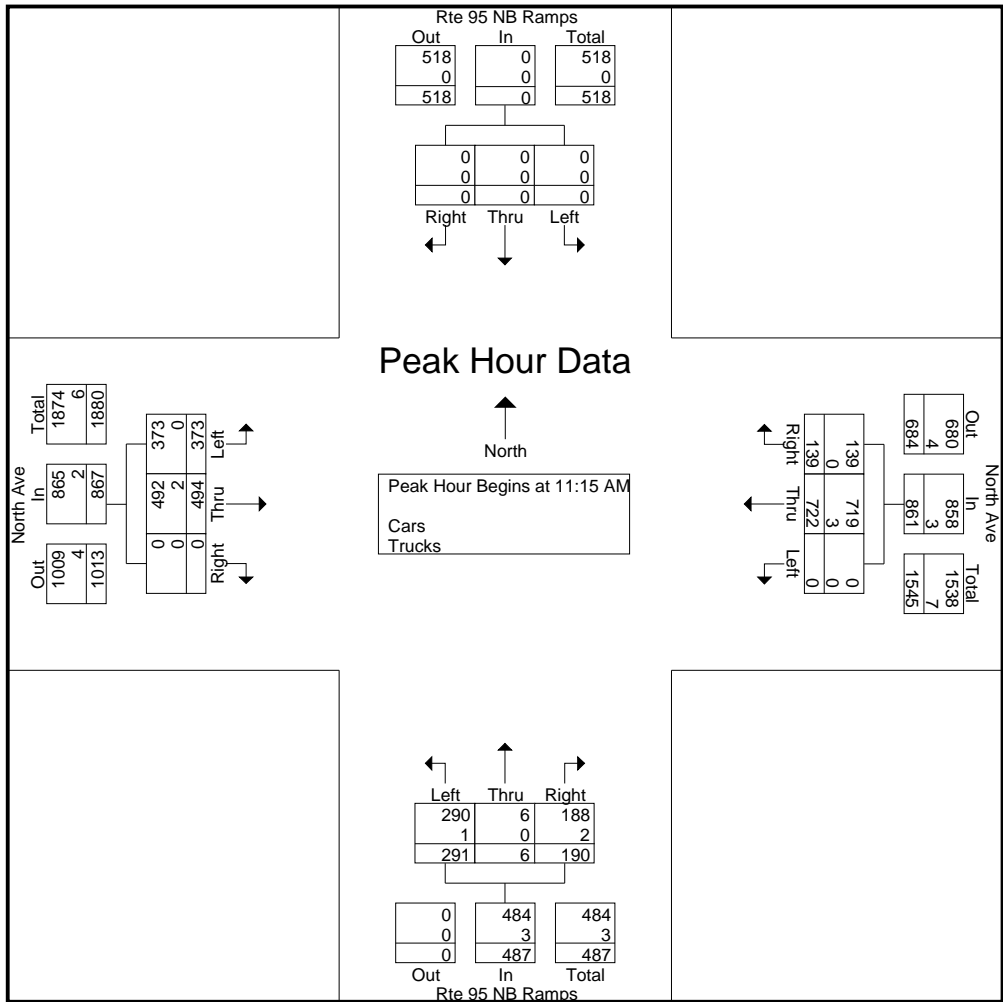 Rte 95 NB Ramps
Out In Total
518 0 518
0 0 0
518 0 518
0 0 0
0 0 0
0 0 0
Right Thru Left
Peak Hour Data
North
Peak Hour Begins at 11:15 AM
Cars
Trucks
North Ave
Total In Out
1874 865 1009
6 2 4
1880 867 1013
373 492 0
0 2 0
373 494 0
Left Thru Right
North Ave
Out In Total
680 858 1538
4 3 7
684 861 1545
139 719 0
0 3 0
139 722 0
Right Thru Left
Left Thru Right
290 6 188
1 0 2
291 6 190
0 484 484
0 3 3
0 487 487
Out In Total
Rte 95 NB Ramps